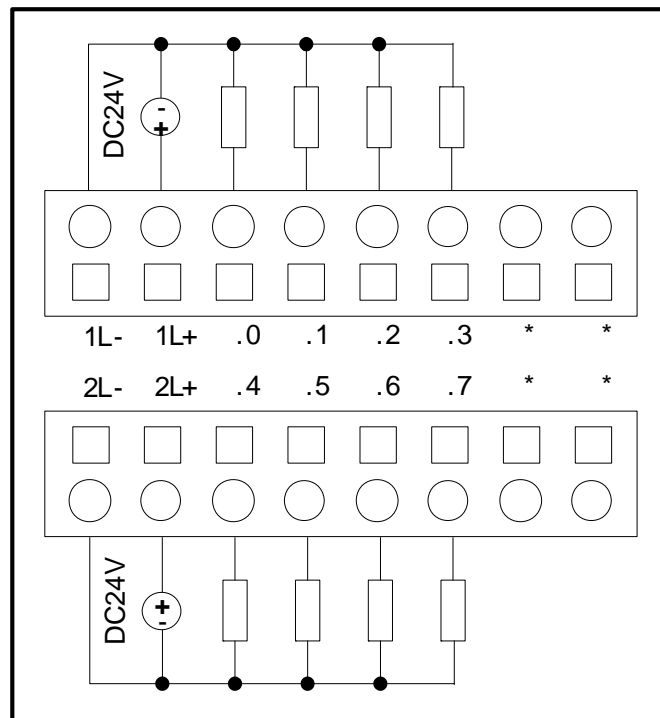 DC24V
-
+
1L- 1L+ .0 .1 .2 .3 * *
2L- 2L+ .4 .5 .6 .7 * *
DC24V
+
-